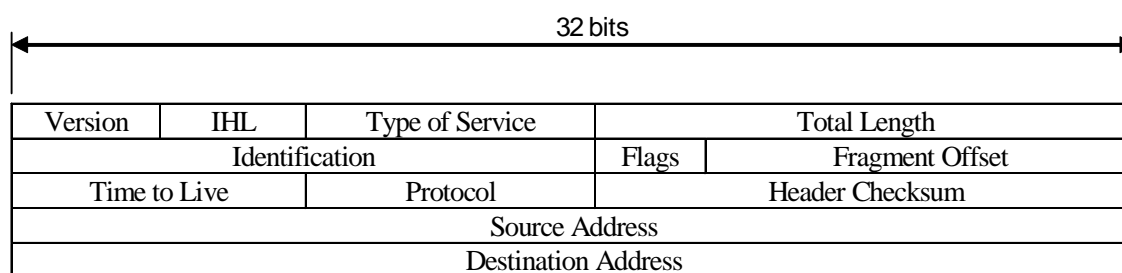 32 bits
Version IHL Type of Service Total Length
Identification Flags Fragment Offset
Time to Live Protocol Header Checksum
Source Address
Destination Address